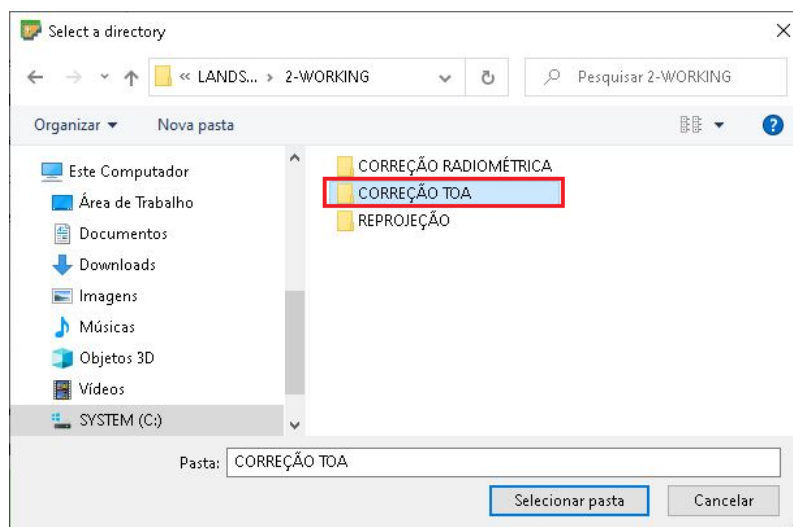 Select a directory
« LANDS... › 2-WORKING
Pesquisar 2-WORKING
Organizar
Nova pasta
Este Computador
Área de Trabalho
Documentos
Downloads
Imagens
Músicas
Objetos 3D
Vídeos
SYSTEM (C:)
CORREÇÃO RADIOMÉTRICA
CORREÇÃO TOA
REPROJEÇÃO
Pasta: CORREÇÃO TOA
Selecionar pasta
Cancelar